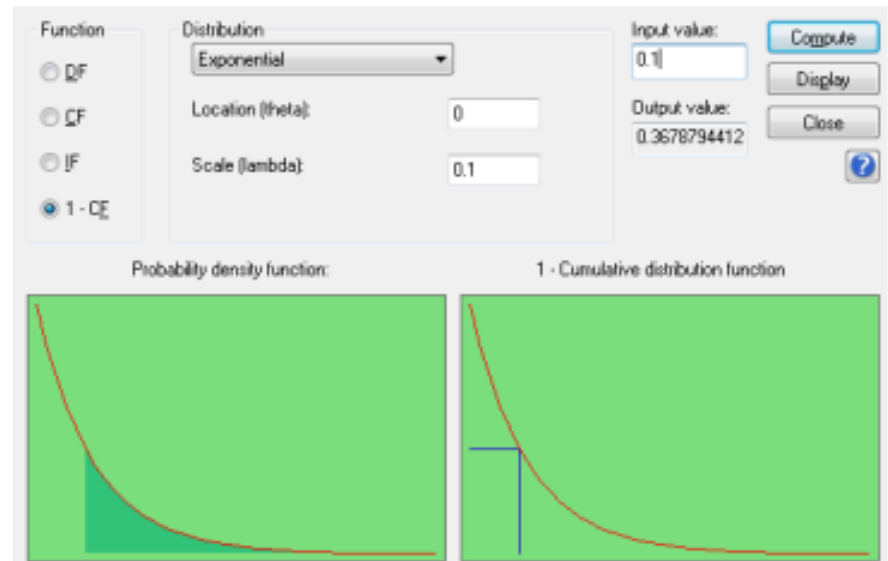 Function
DF
CF
IF
1 - CF
Distribution
Exponential
Location (theta):
0
Scale (lambda):
0.1
Input value:
0.1
Output value:
0.3678794412
Compute
Display
Close
?
Probability density function:
1 - Cumulative distribution function